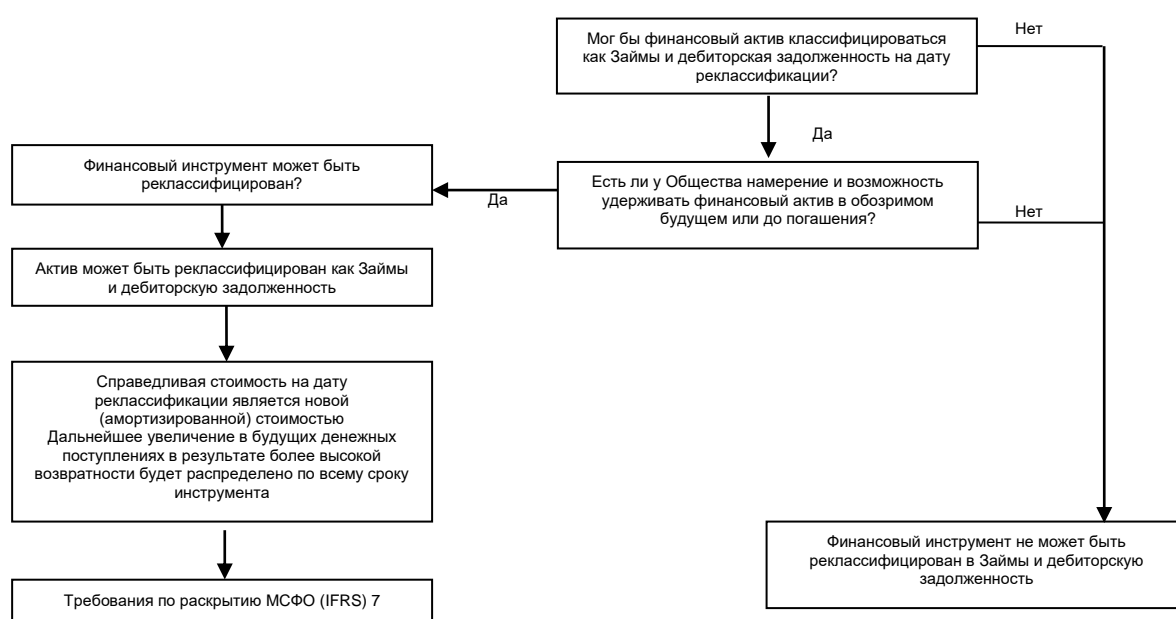 Мог бы финансовый актив классифицироваться
как Займы и дебиторская задолженность на дату
реклассификации?
Нет
Да
Есть ли у Общества намерение и возможность
удерживать финансовый актив в обозримом
будущем или до погашения?
Нет
Да
Финансовый инструмент может быть
реклассифицирован?
Актив может быть реклассифицирован как Займы
и дебиторскую задолженность
Справедливая стоимость на дату
реклассификации является новой
(амортизированной) стоимостью
Дальнейшее увеличение в будущих денежных
поступлениях в результате более высокой
возвратности будет распределено по всему сроку
инструмента
Требования по раскрытию МСФО (IFRS) 7
Финансовый инструмент не может быть
реклассифицирован в Займы и дебиторскую
задолженность